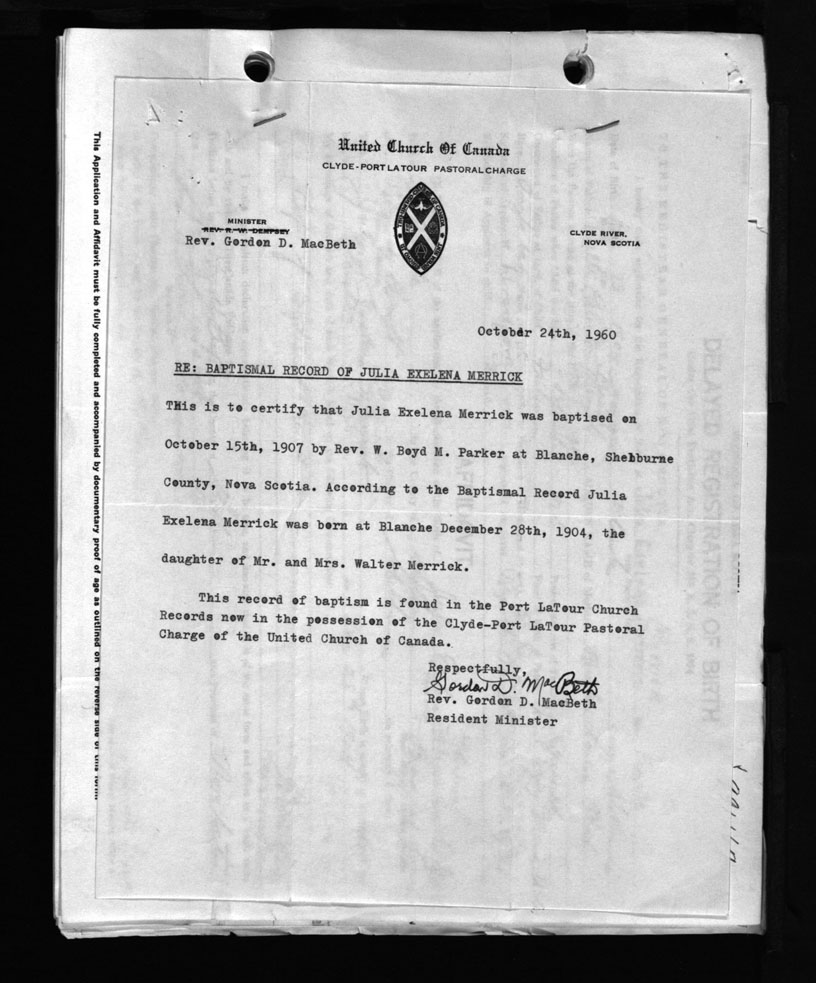 United Church Of Canada
CLYDE-PORT LATOUR PASTORAL CHARGE
MINISTER
REV. R. W. DEMPSEY
Rev. Gordon D. MacBeth
CLYDE RIVER,
NOVA SCOTIA
October 24th, 1960
RE: BAPTISMAL RECORD OF JULIA EXELENA MERRICK
This is to certify that Julia Exelena Merrick was baptised on
October 15th, 1907 by Rev. W. Boyd M. Parker at Blanche, Shelburne
County, Nova Scotia. According to the Baptismal Record Julia
Exelena Merrick was born at Blanche December 28th, 1904, the
daughter of Mr. and Mrs. Walter Merrick.
This record of baptism is found in the Port LaTour Church
Records now in the possession of the Clyde-Port LaTour Pastoral
Charge of the United Church of Canada.
Respectfully,
Gordon D. MacBeth
Rev. Gordon D. MacBeth
Resident Minister
This Application and Affidavit must be fully completed and accompanied by documentary proof of age as outlined on the reverse side of this form.
DELAYED REGISTRATION OF BIRTH
AFFIDAVIT